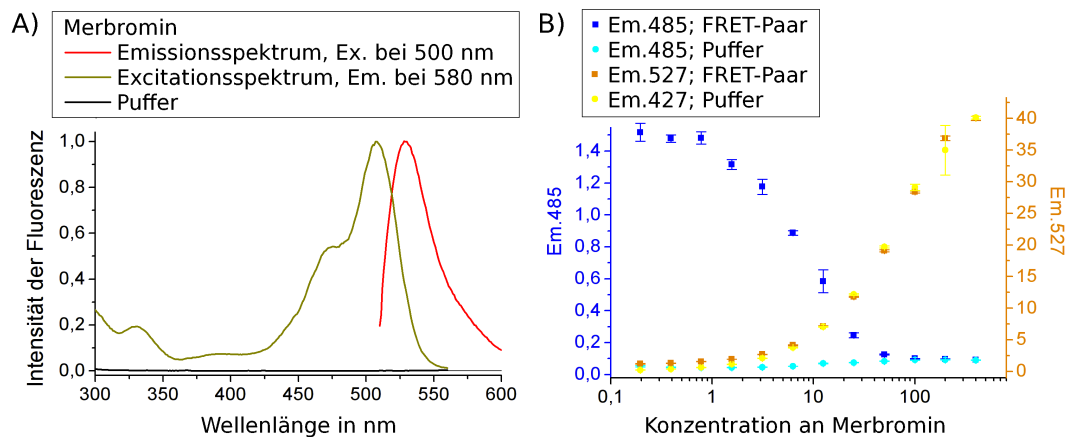 A)
Merbromin
Emissionsspektrum, Ex. bei 500 nm
Excitationsspektrum, Em. bei 580 nm
Puffer
Intensität der Fluoreszenz
1,0
0,8
0,6
0,4
0,2
0,0
300 350 400 450 500 550 600
Wellenlänge in nm
B)
Em.485; FRET-Paar
Em.485; Puffer
Em.527; FRET-Paar
Em.427; Puffer
Em.485
1,4
1,2
1,0
0,8
0,6
0,4
0,2
0,0
0,1 1 10 100
Konzentration an Merbromin
40
35
30
25
20
15
10
5
0
Em.527